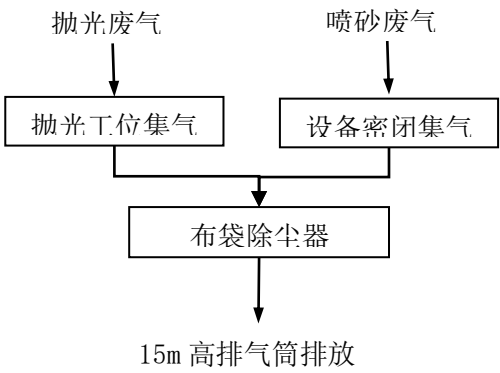 抛光废气
喷砂废气
抛光工位集气
设备密闭集气
布袋除尘器
15m 高排气筒排放